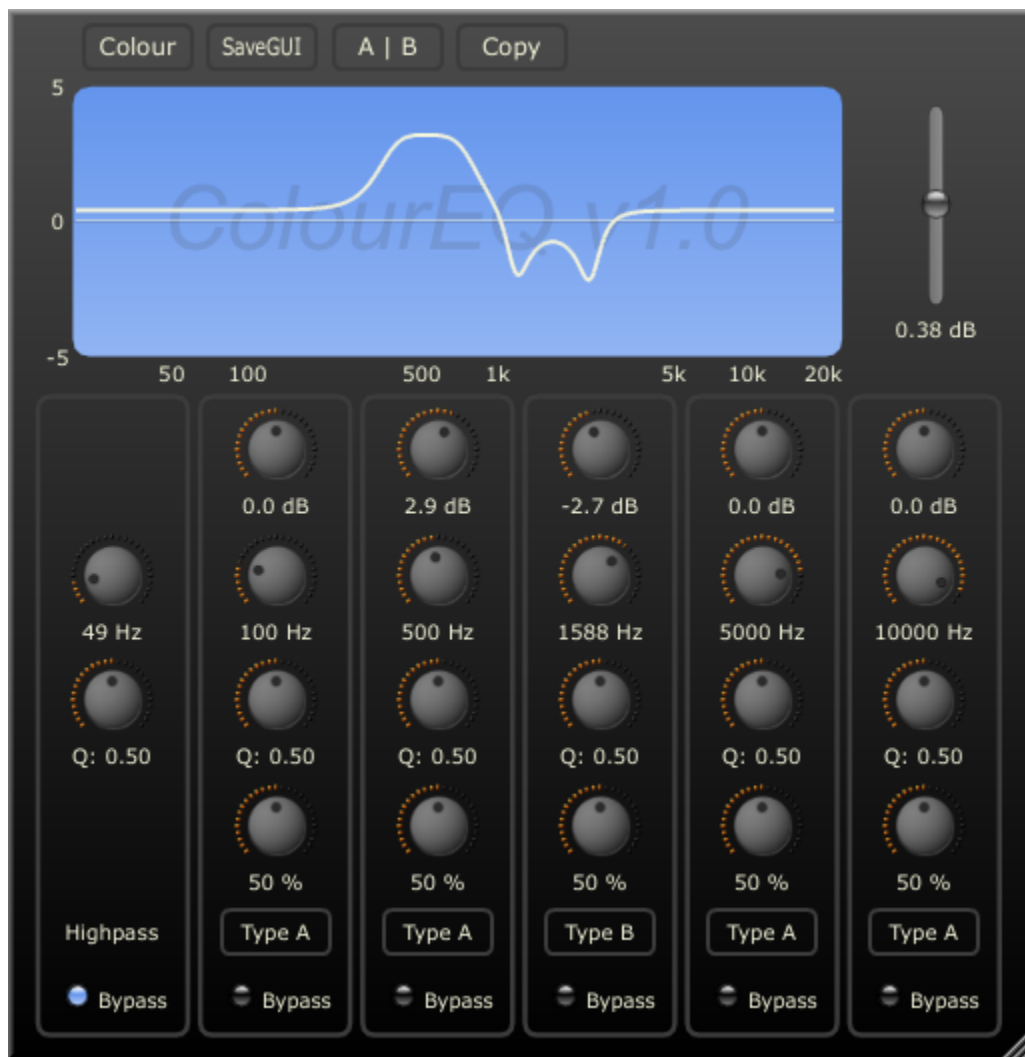 Colour SaveGUI A | B Copy
5
ColourEQ v1.0
0
0.38 dB
-5
50 100 500 1k 5k 10k 20k
0.0 dB 2.9 dB -2.7 dB 0.0 dB 0.0 dB
49 Hz 100 Hz 500 Hz 1588 Hz 5000 Hz 10000 Hz
Q: 0.50 Q: 0.50 Q: 0.50 Q: 0.50 Q: 0.50 Q: 0.50
50 % 50 % 50 % 50 % 50 %
Highpass Type A Type A Type B Type A Type A
Bypass Bypass Bypass Bypass Bypass Bypass